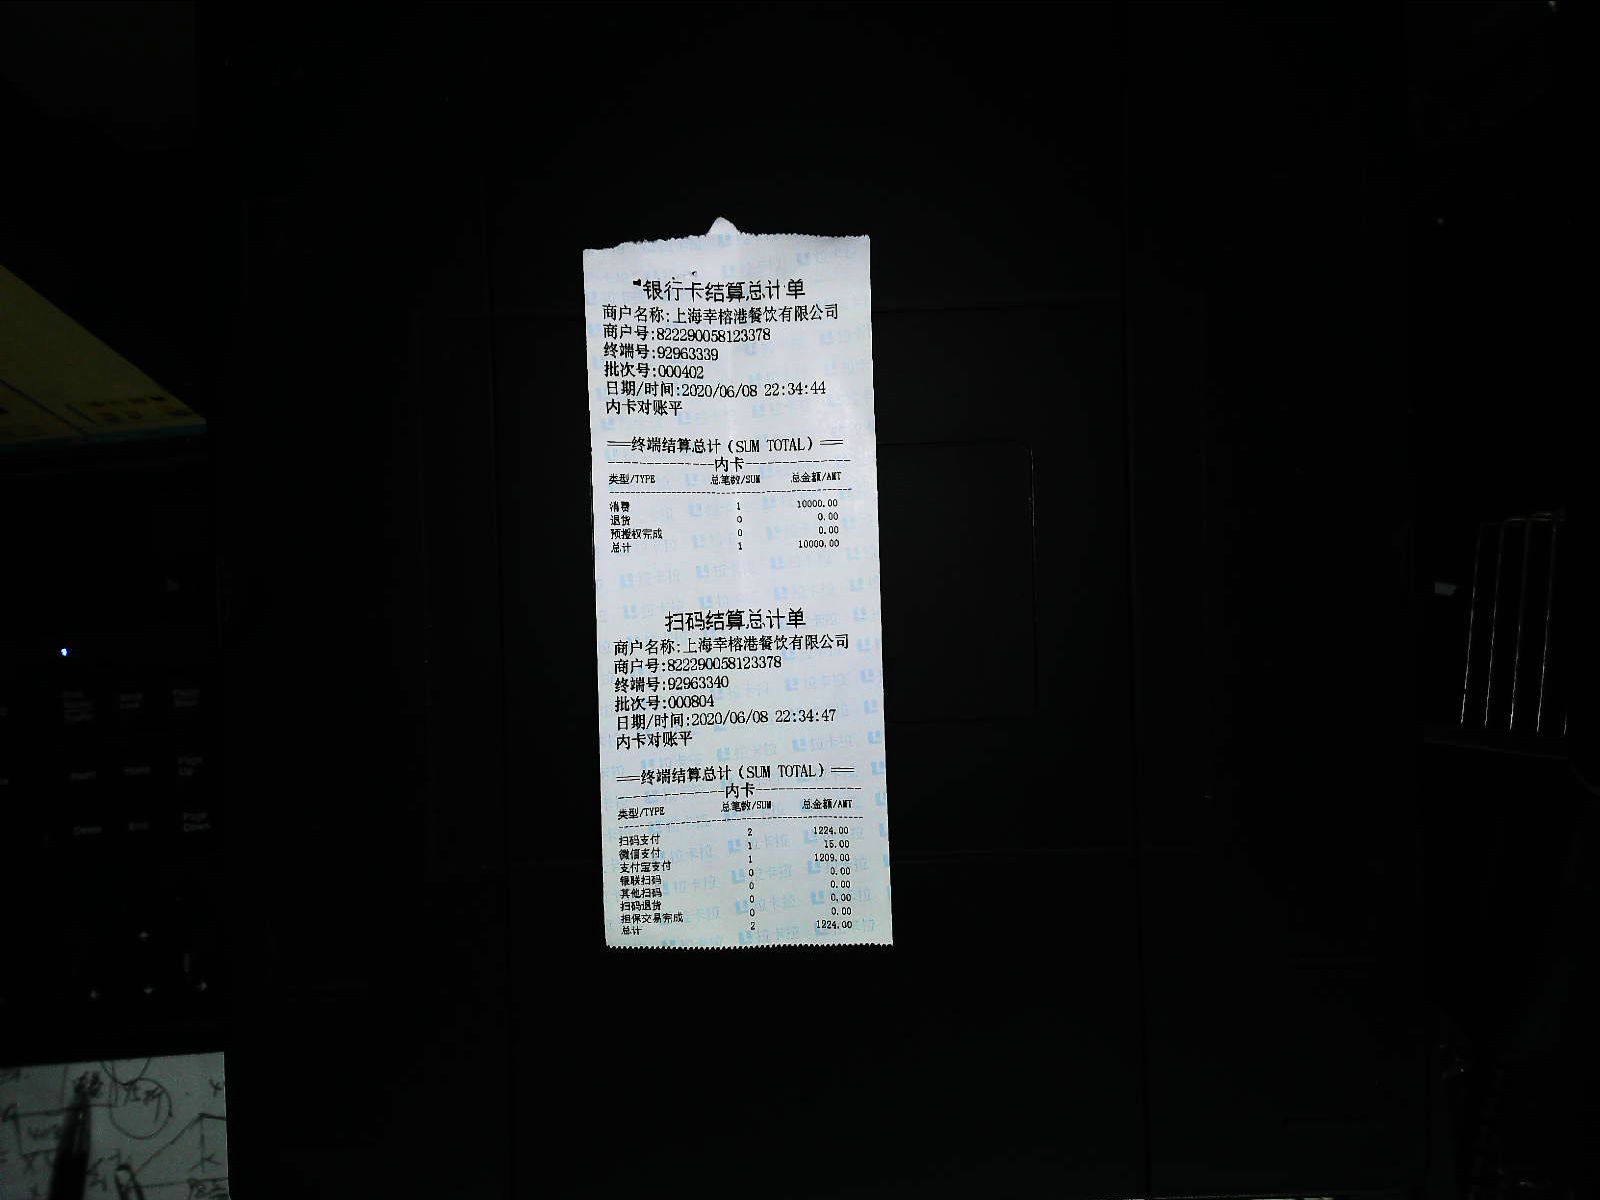 银行卡结算总计单
商户名称:上海幸榕港餐饮有限公司
商户号:822290058123378
终端号:92963339
批次号:000402
日期/时间:2020/06/08 22:34:44
内卡对账平
==终端结算总计(SUM TOTAL)==
内卡
类型/TYPE 总笔数/SUM 总金额/AMT
消费 1 10000.00
退货 0 0.00
预授权完成 0 0.00
总计 1 10000.00
扫码结算总计单
商户名称:上海幸榕港餐饮有限公司
商户号:822290058123378
终端号:92963340
批次号:000804
日期/时间:2020/06/08 22:34:47
内卡对账平
==终端结算总计(SUM TOTAL)==
内卡
类型/TYPE 总笔数/SUM 总金额/AMT
扫码支付 2 1224.00
微信支付 1 15.00
支付宝支付 1 1209.00
银联扫码 0 0.00
其他扫码 0 0.00
扫码退货 0 0.00
担保交易完成 0 0.00
总计 2 1224.00
拉卡拉
Insert
Home
Page Up
Delete
End
Page Down